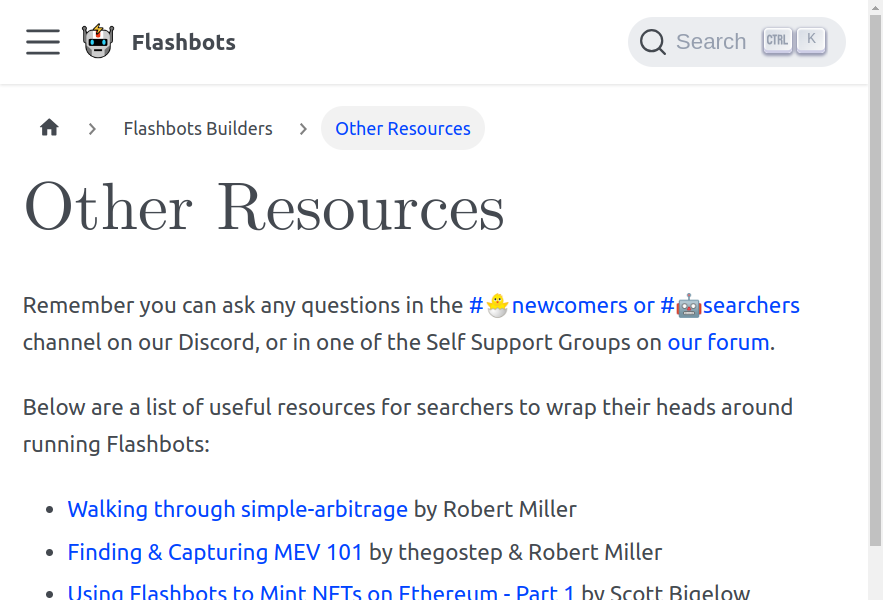 Flashbots
Search CTRL K
Flashbots Builders Other Resources
Other Resources
Remember you can ask any questions in the #🐣newcomers or #🤖searchers
channel on our Discord, or in one of the Self Support Groups on our forum.
Below are a list of useful resources for searchers to wrap their heads around
running Flashbots:
• Walking through simple-arbitrage by Robert Miller
• Finding & Capturing MEV 101 by thegostep & Robert Miller
• Using Flashbots to Mint NFTs on Ethereum - Part 1 by Scott Bigelow